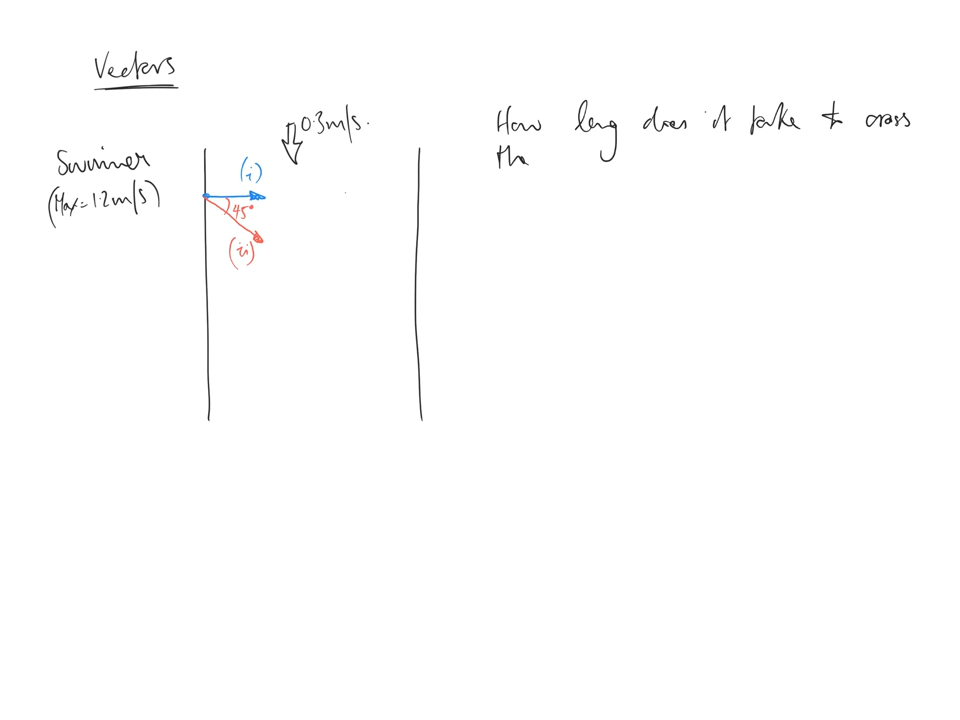 Vectors
0.3m/s.
Swimmer
(Max = 1.2m/s)
(i)
45°
(ii)
How long does it take to cross
the